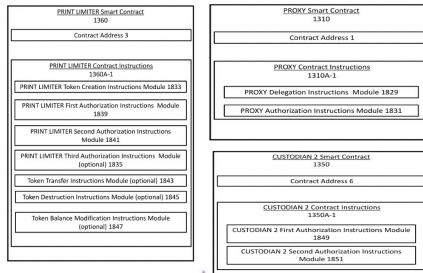 PRINT LIMITER Smart Contract
1360
Contract Address 3
PRINT LIMITER Contract Instructions
1360A-1
PRINT LIMITER Token Creation Instructions Module 1833
PRINT LIMITER First Authorization Instructions Module
1839
PRINT LIMITER Second Authorization Instructions
Module
1841
PRINT LIMITER Third Authorization Instructions Module
(optional) 1835
Token Transfer Instructions Module (optional) 1843
Token Destruction Instructions Module (optional) 1845
Token Balance Modification Instructions Module
(optional) 1847
PROXY Smart Contract
1310
Contract Address 1
PROXY Contract Instructions
1310A-1
PROXY Delegation Instructions Module 1829
PROXY Authorization Instructions Module 1831
CUSTODIAN 2 Smart Contract
1350
Contract Address 6
CUSTODIAN 2 Contract Instructions
1350A-1
CUSTODIAN 2 First Authorization Instructions Module
1849
CUSTODIAN 2 Second Authorization Instructions
Module 1851